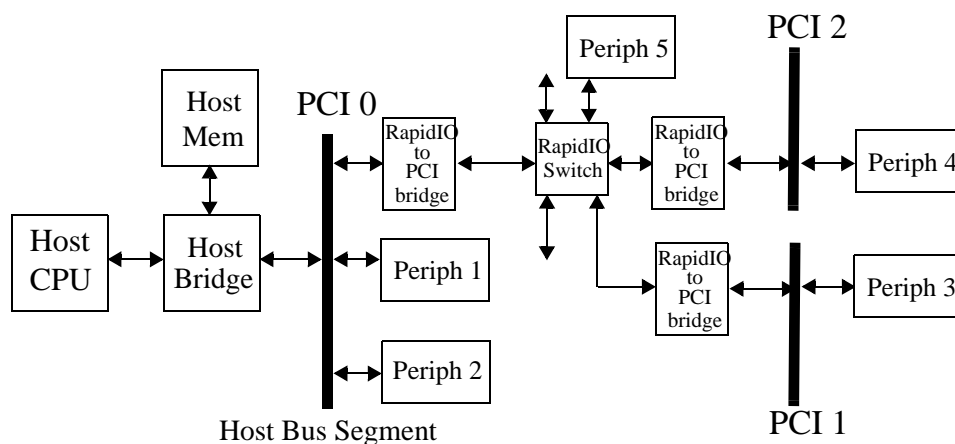 PCI 2
Periph 5
PCI 0
Host
Mem
RapidIO
to
PCI
bridge
RapidIO
Switch
RapidIO
to
PCI
bridge
Periph 4
Host
CPU
Host
Bridge
Periph 1
RapidIO
to
PCI
bridge
Periph 3
Periph 2
PCI 1
Host Bus Segment